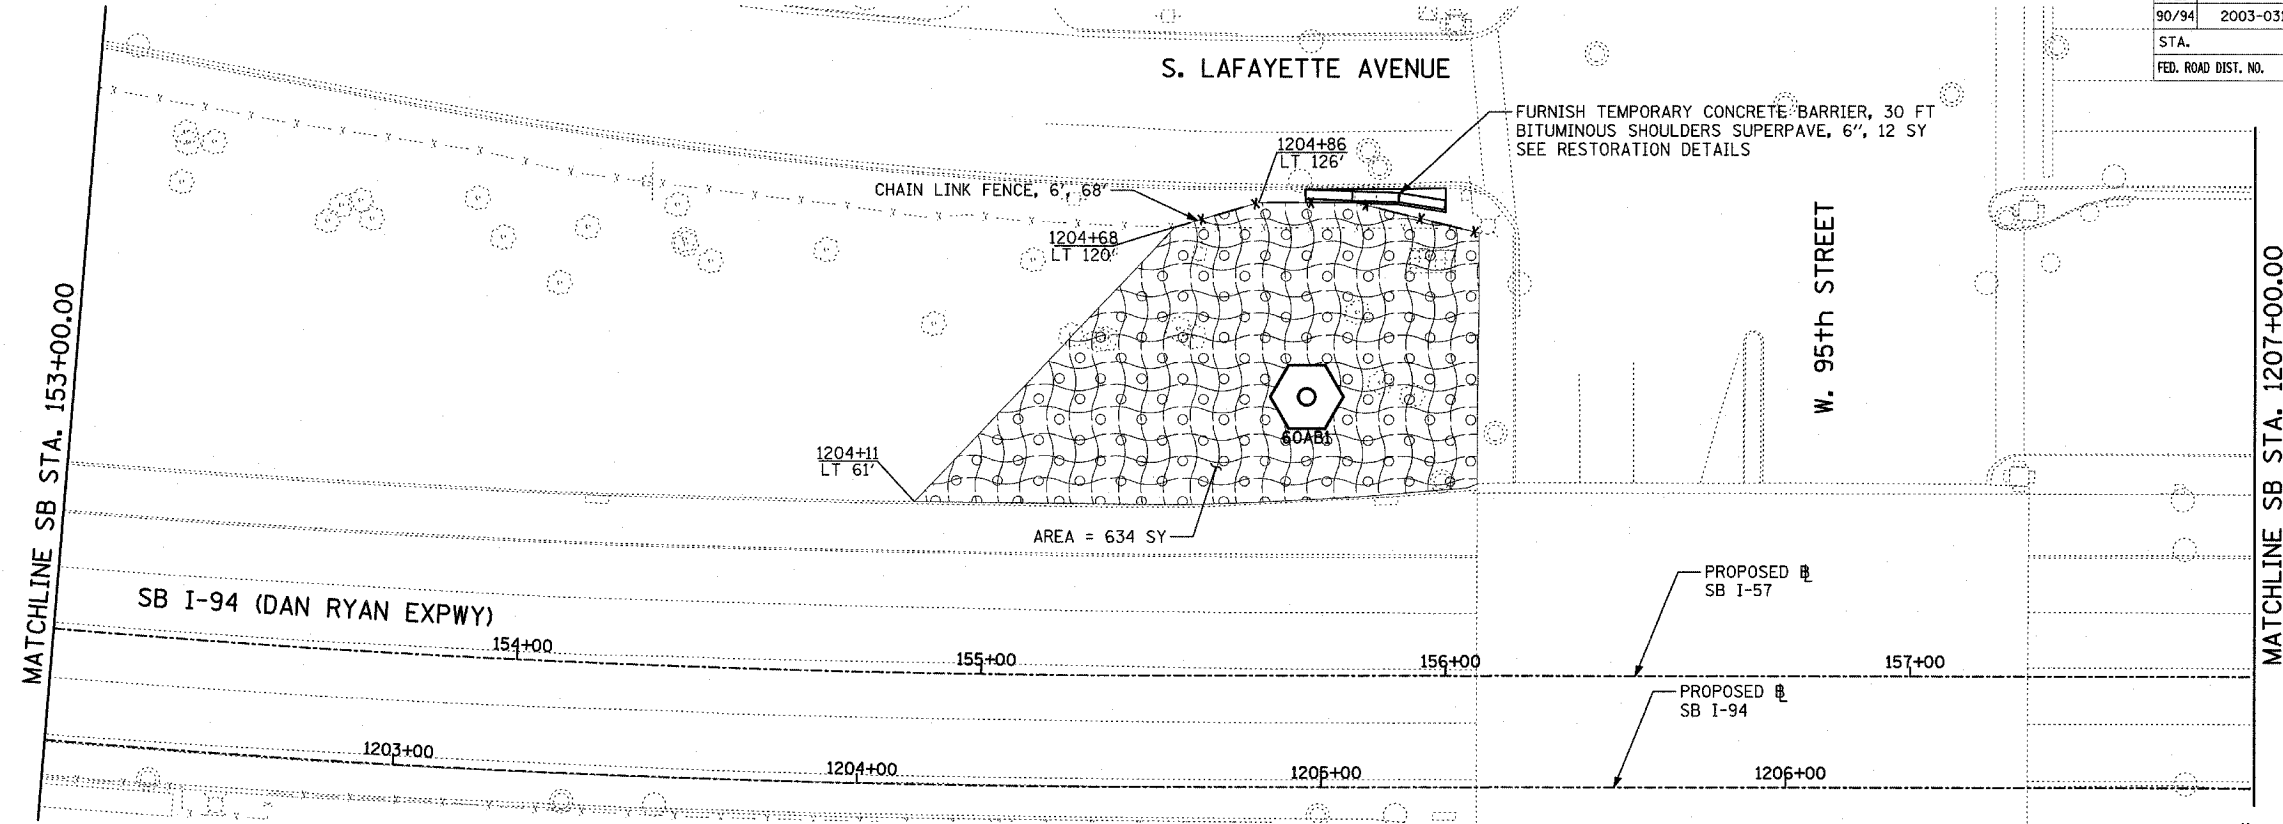 90/94 2003-03
STA.
FED. ROAD DIST. NO.
S. LAFAYETTE AVENUE
FURNISH TEMPORARY CONCRETE BARRIER, 30 FT
BITUMINOUS SHOULDERS SUPERPAVE, 6", 12 SY
SEE RESTORATION DETAILS
1204+86
LT 126'
CHAIN LINK FENCE, 6', 68'
1204+68
LT 120'
W. 95th STREET
MATCHLINE SB STA. 153+00.00
MATCHLINE SB STA. 1207+00.00
60AB1
1204+11
LT 61'
AREA = 634 SY
PROPOSED
SB I-57
SB I-94 (DAN RYAN EXPWY)
154+00
155+00
156+00
157+00
PROPOSED
SB I-94
1203+00
1204+00
1205+00
1206+00